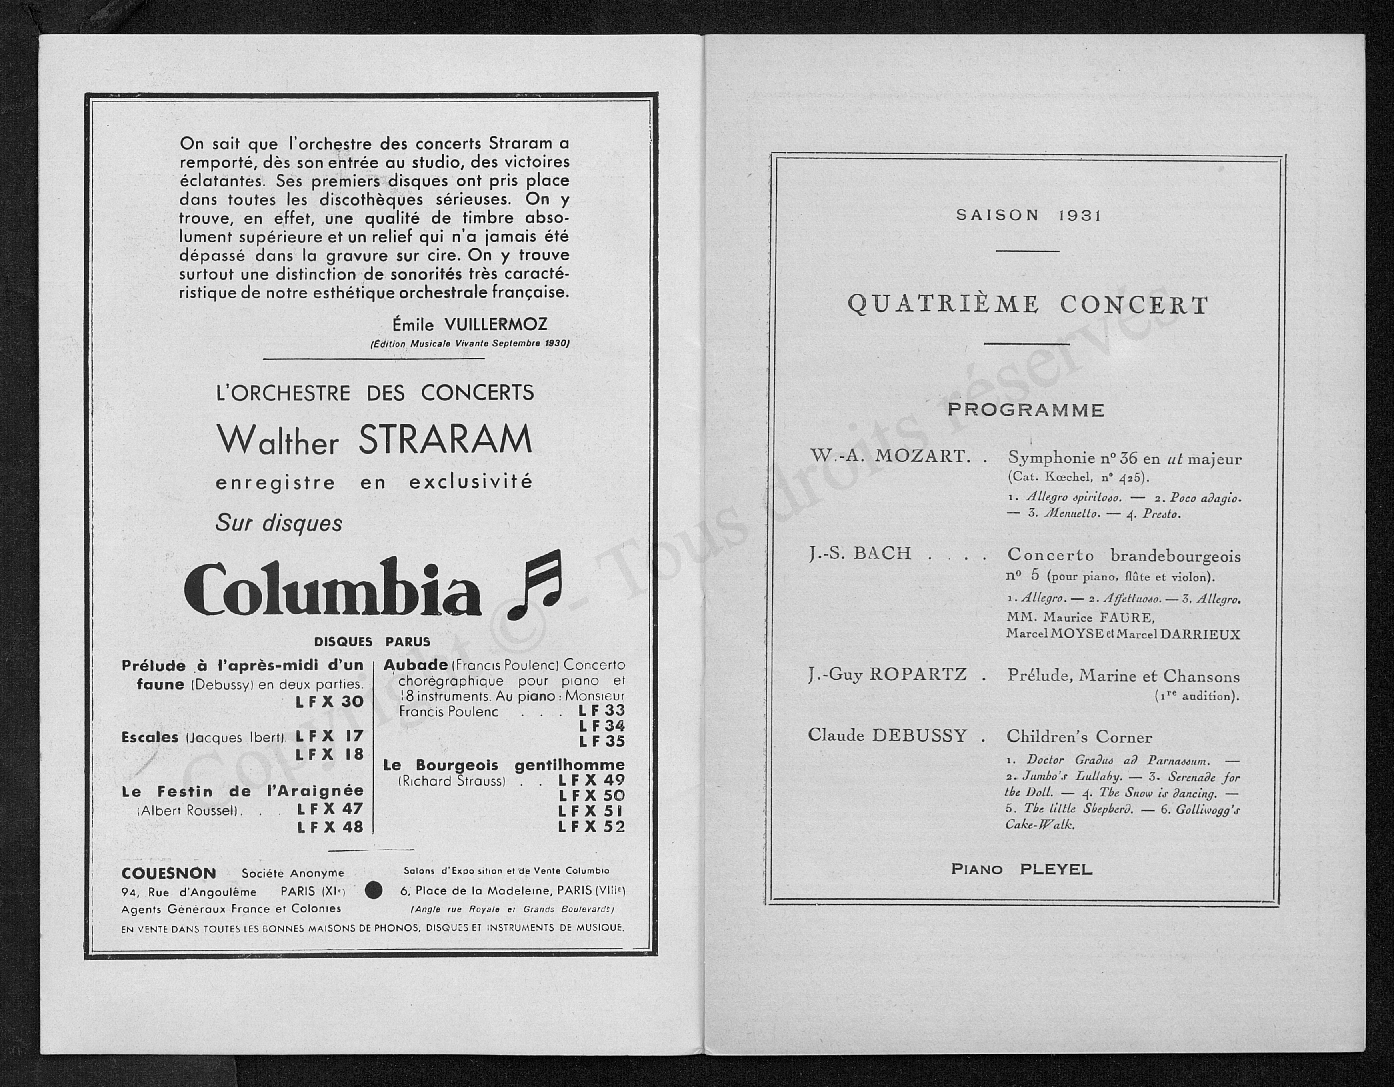 On sait que l'orchestre des concerts Straram a
remporté, dès son entrée au studio, des victoires
éclatantes. Ses premiers disques ont pris place
dans toutes les discothèques sérieuses. On y
trouve, en effet, une qualité de timbre abso-
lument supérieure et un relief qui n'a jamais été
dépassé dans la gravure sur cire. On y trouve
surtout une distinction de sonorités très caracté-
ristique de notre esthétique orchestrale française.
Émile VUILLERMOZ
(Édition Musicale Vivante Septembre 1930)
L'ORCHESTRE DES CONCERTS
Walther STRARAM
enregistre en exclusivité
Sur disques
Columbia
DISQUES PARUS
Prélude à l'après-midi d'un
faune (Debussy) en deux parties.
LFX 30
Escales (Jacques Ibert) LFX 17
LFX 18
Le Festin de l'Araignée
(Albert Roussel). . . LFX 47
LFX 48
Aubade (Francis Poulenc) Concerto
chorégraphique pour piano et
18 instruments. Au piano : Monsieur
Francis Poulenc . . . LF 33
LF 34
LF 35
Le Bourgeois gentilhomme
(Richard Strauss) . . LFX 49
LFX 50
LFX 51
LFX 52
COUESNON Société Anonyme
94, Rue d'Angoulême PARIS (XIe)
Agents Généraux France et Colonies
Salons d'Exposition et de Vente Columbia
6, Place de la Madeleine, PARIS (VIIIe)
(Angle rue Royale et Grands Boulevards)
EN VENTE DANS TOUTES LES BONNES MAISONS DE PHONOS, DISQUES ET INSTRUMENTS DE MUSIQUE.
SAISON 1931
QUATRIÈME CONCERT
PROGRAMME
W.-A. MOZART. . Symphonie nº 36 en ut majeur
(Cat. Kœchel, nº 425).
1. Allegro spiritoso. — 2. Poco adagio.
— 3. Menuetto. — 4. Presto.
J.-S. BACH . . . . Concerto brandebourgeois
nº 5 (pour piano, flûte et violon).
1. Allegro. — 2. Affettuoso. — 3. Allegro.
MM. Maurice FAURE,
Marcel MOYSE et Marcel DARRIEUX
J.-Guy ROPARTZ . Prélude, Marine et Chansons
(1re audition).
Claude DEBUSSY . Children's Corner
1. Doctor Gradus ad Parnassum. —
2. Jumbo's Lullaby. — 3. Serenade for
the Doll. — 4. The Snow is dancing. —
5. The little Shepherd. — 6. Golliwogg's
Cake-Walk.
PIANO PLEYEL
Copyright © - Tous droits réservés